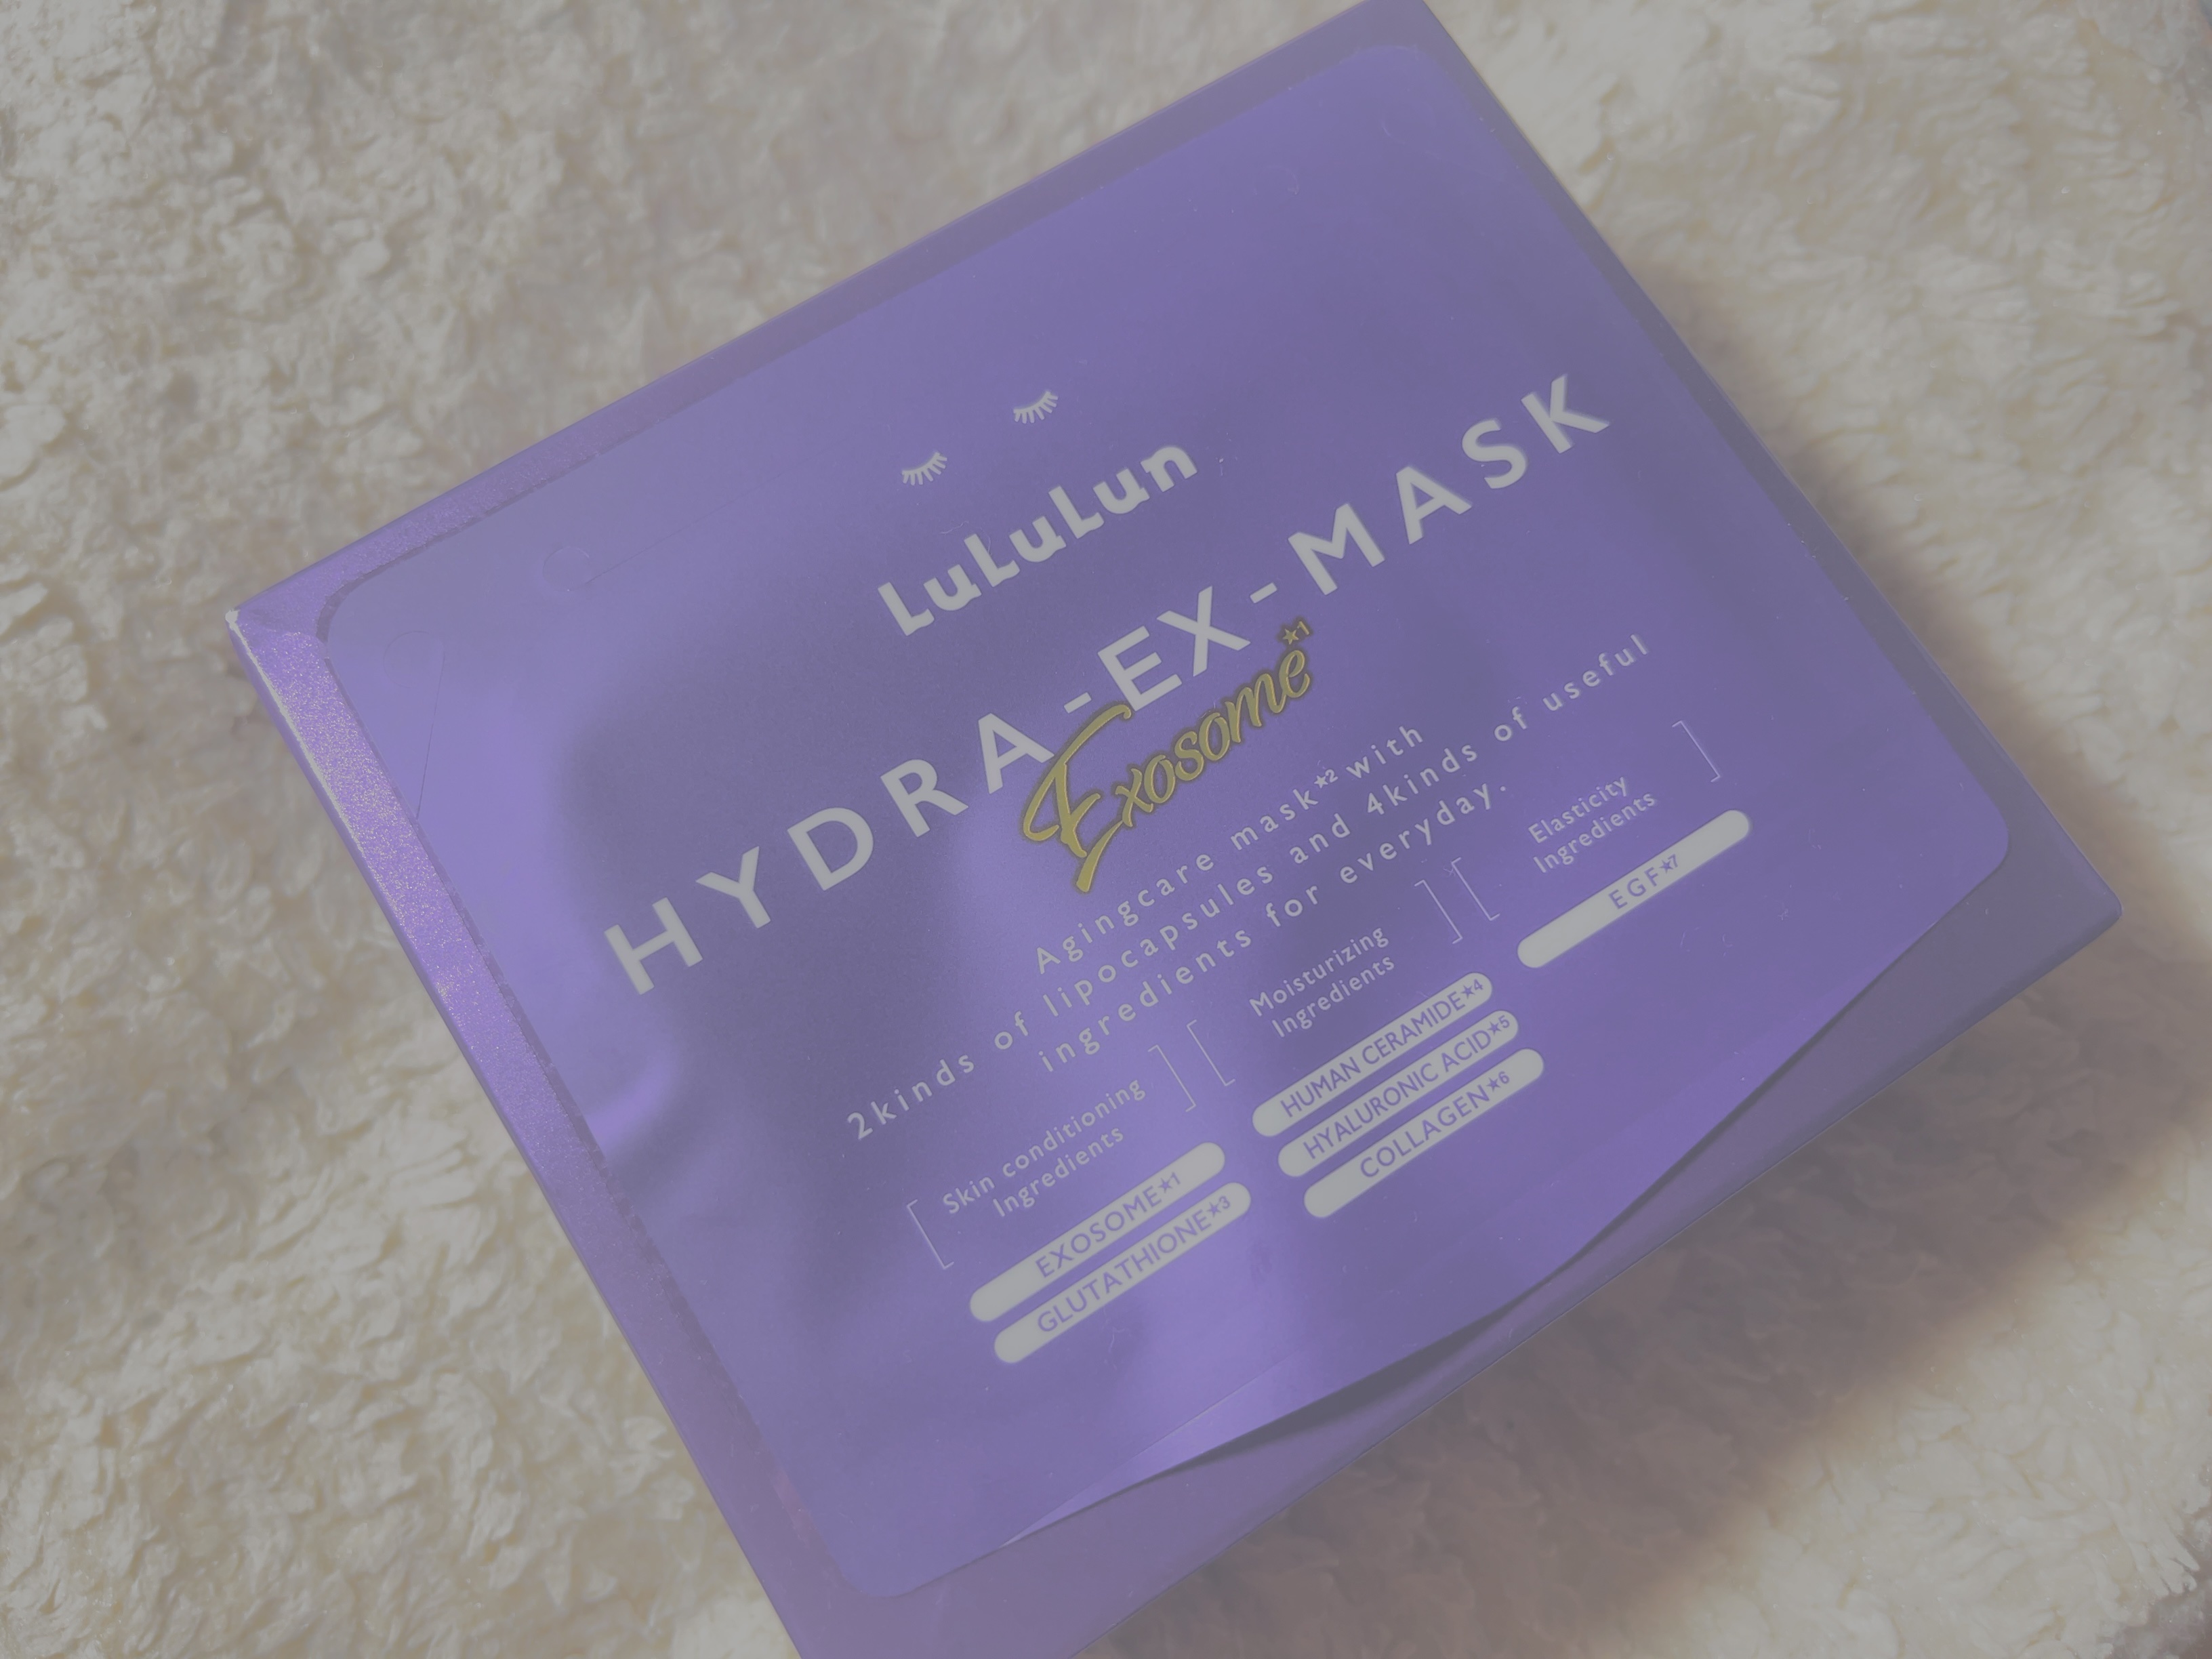 LuLuLun
HYDRA-EX-MASK
Exosome★1
Agingcare mask★2 with
2kinds of lipocapsules and 4kinds of useful
ingredients for everyday.
Skin conditioning
Ingredients
EXOSOME★1
GLUTATHIONE★3
Moisturizing
Ingredients
HUMAN CERAMIDE★4
HYALURONIC ACID★5
COLLAGEN★6
Elasticity
Ingredients
EGF★7